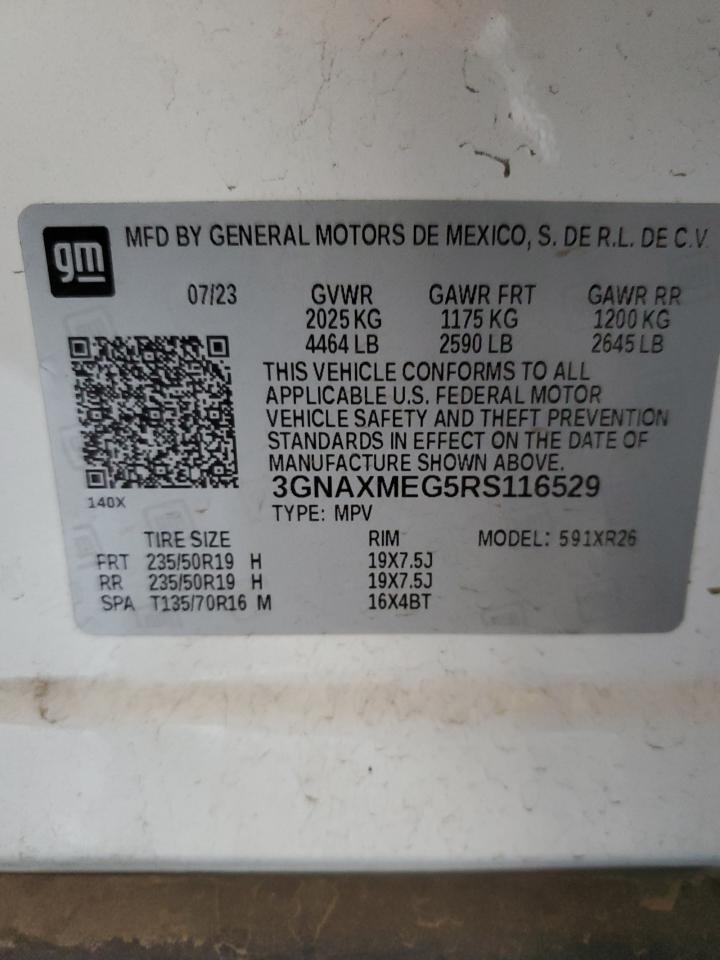 gm MFD BY GENERAL MOTORS DE MEXICO, S. DE R.L. DE C.V.
07/23 GVWR GAWR FRT GAWR RR
2025 KG 1175 KG 1200 KG
4464 LB 2590 LB 2645 LB
THIS VEHICLE CONFORMS TO ALL
APPLICABLE U.S. FEDERAL MOTOR
VEHICLE SAFETY AND THEFT PREVENTION
STANDARDS IN EFFECT ON THE DATE OF
MANUFACTURE SHOWN ABOVE.
140X 3GNAXMEG5RS116529
TYPE: MPV
TIRE SIZE RIM MODEL: 591XR26
FRT 235/50R19 H 19X7.5J
RR 235/50R19 H 19X7.5J
SPA T135/70R16 M 16X4BT